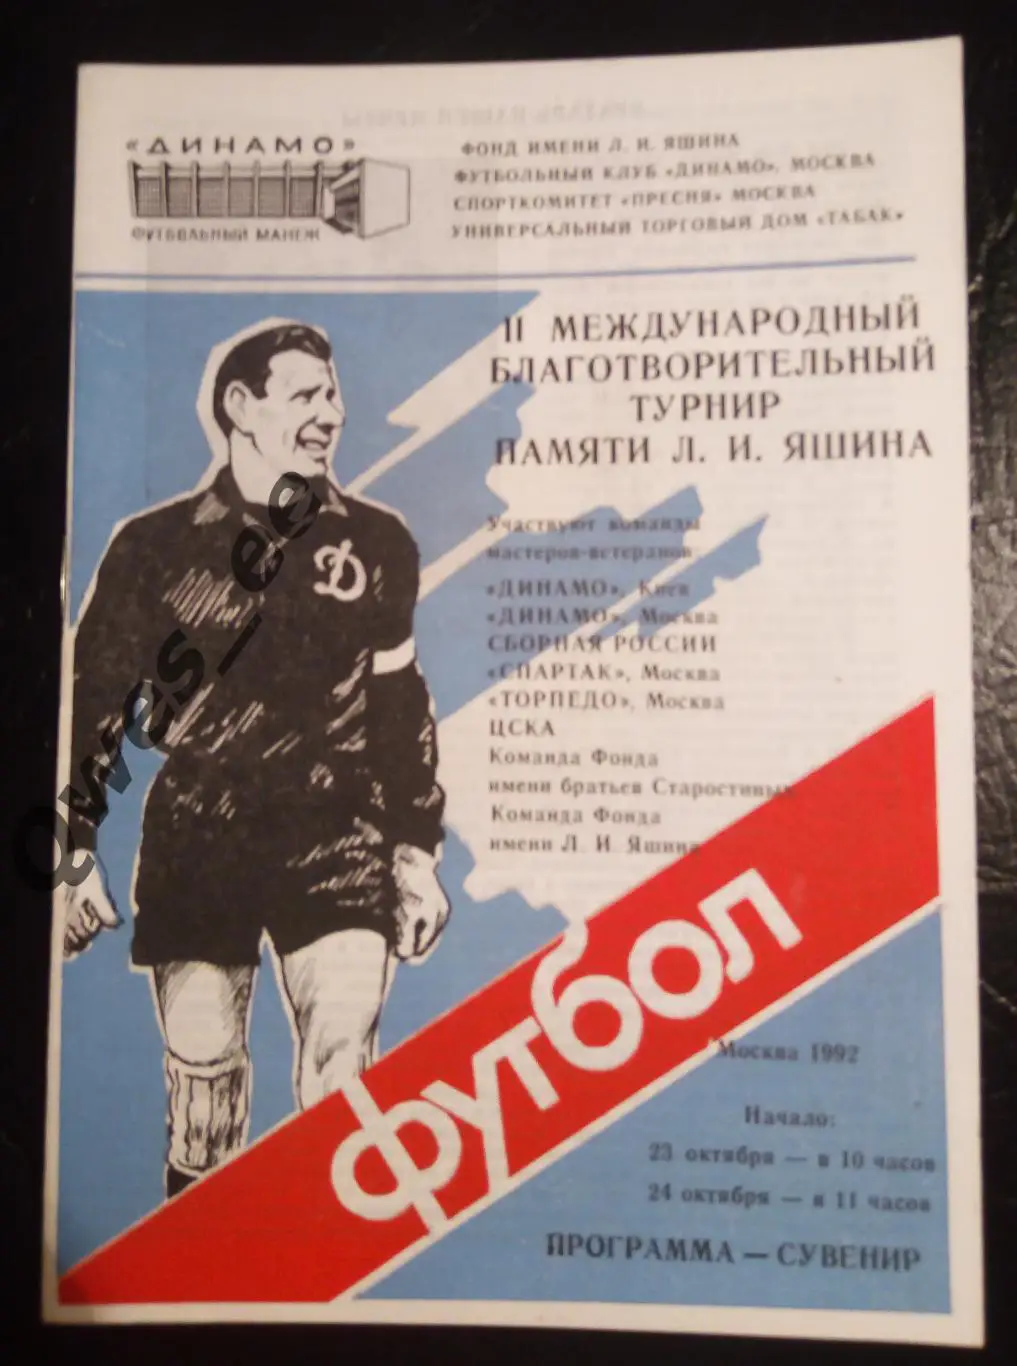 «ДИНАМО»
ФУТБОЛЬНЫЙ МАНЕЖ
ФОНД ИМЕНИ Л. И. ЯШИНА
ФУТБОЛЬНЫЙ КЛУБ «ДИНАМО», МОСКВА
СПОРТКОМИТЕТ «ПРЕСНЯ» МОСКВА
УНИВЕРСАЛЬНЫЙ ТОРГОВЫЙ ДОМ «ТАБАК»
II МЕЖДУНАРОДНЫЙ
БЛАГОТВОРИТЕЛЬНЫЙ
ТУРНИР
ПАМЯТИ Л. И. ЯШИНА
Участвуют команды
мастеров-ветеранов:
«ДИНАМО», Киев
«ДИНАМО», Москва
СБОРНАЯ РОССИИ
«СПАРТАК», Москва
«ТОРПЕДО», Москва
ЦСКА
Команда Фонда
имени братьев Старостиных
Команда Фонда
имени Л. И. Яшина
Д
футбол
Москва 1992
Начало:
23 октября — в 10 часов
24 октября — в 11 часов
ПРОГРАММА — СУВЕНИР
Qwes_ee